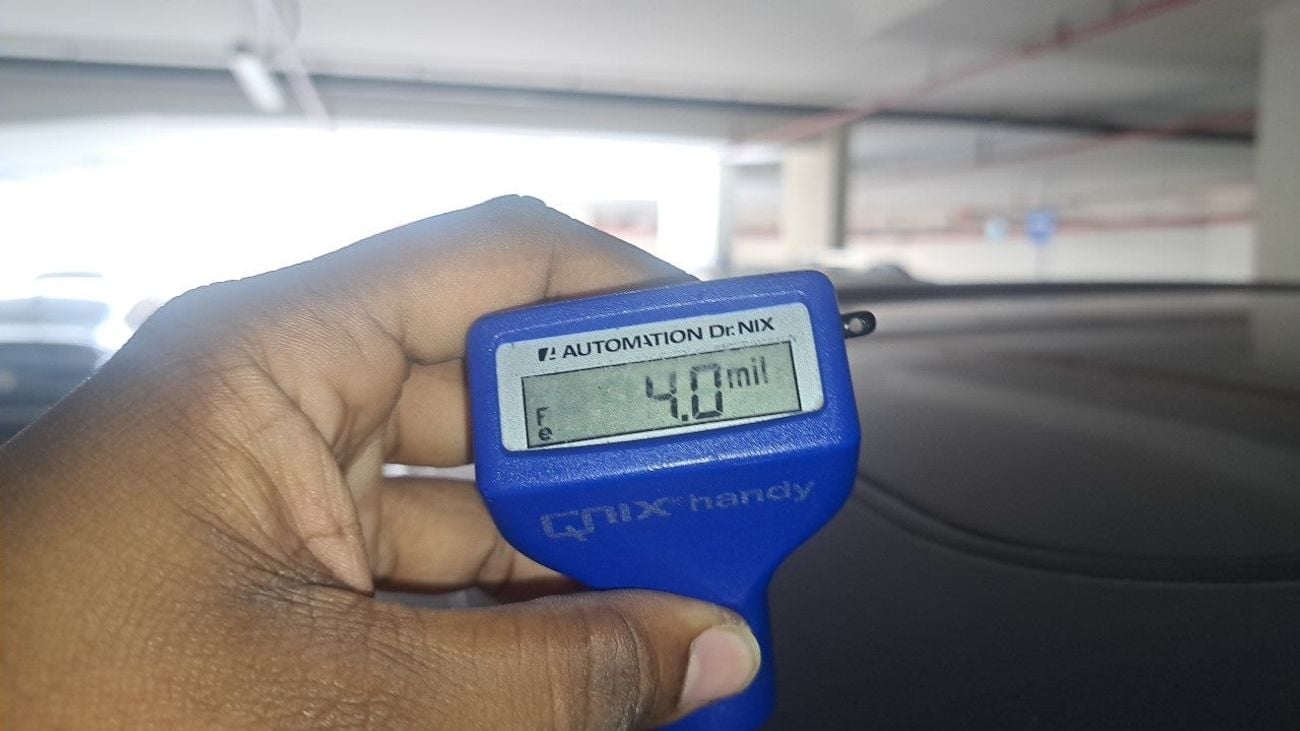 AUTOMATION Dr. NIX
4.0 mil
Fe
QNIX handy